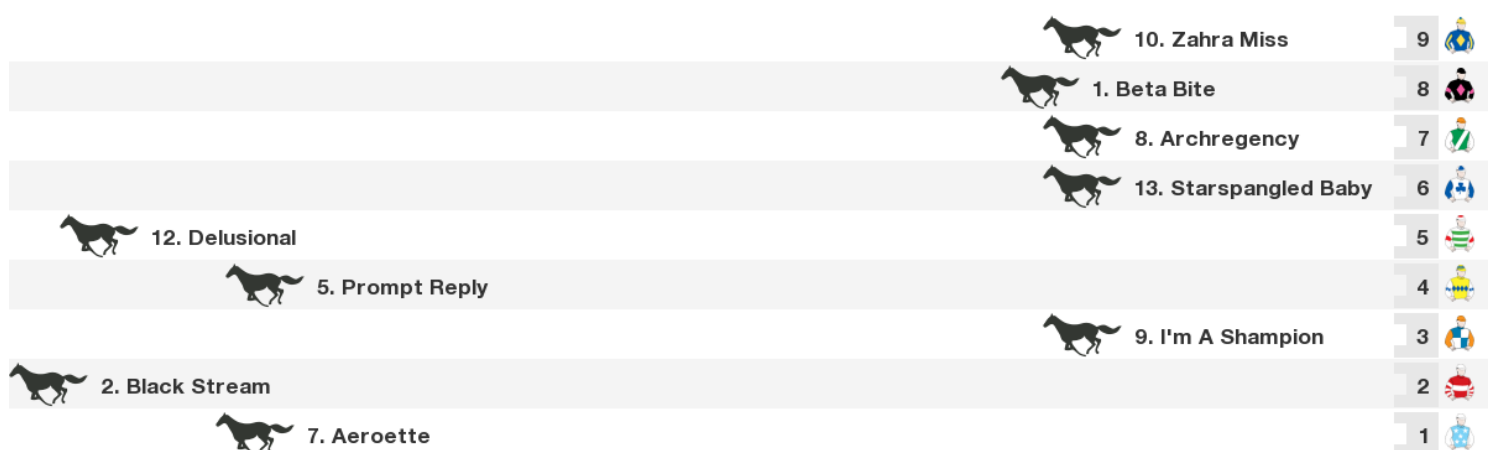 10. Zahra Miss 9
1. Beta Bite 8
8. Archregency 7
13. Starspangled Baby 6
12. Delusional 5
5. Prompt Reply 4
9. I'm A Shampion 3
2. Black Stream 2
7. Aeroette 1